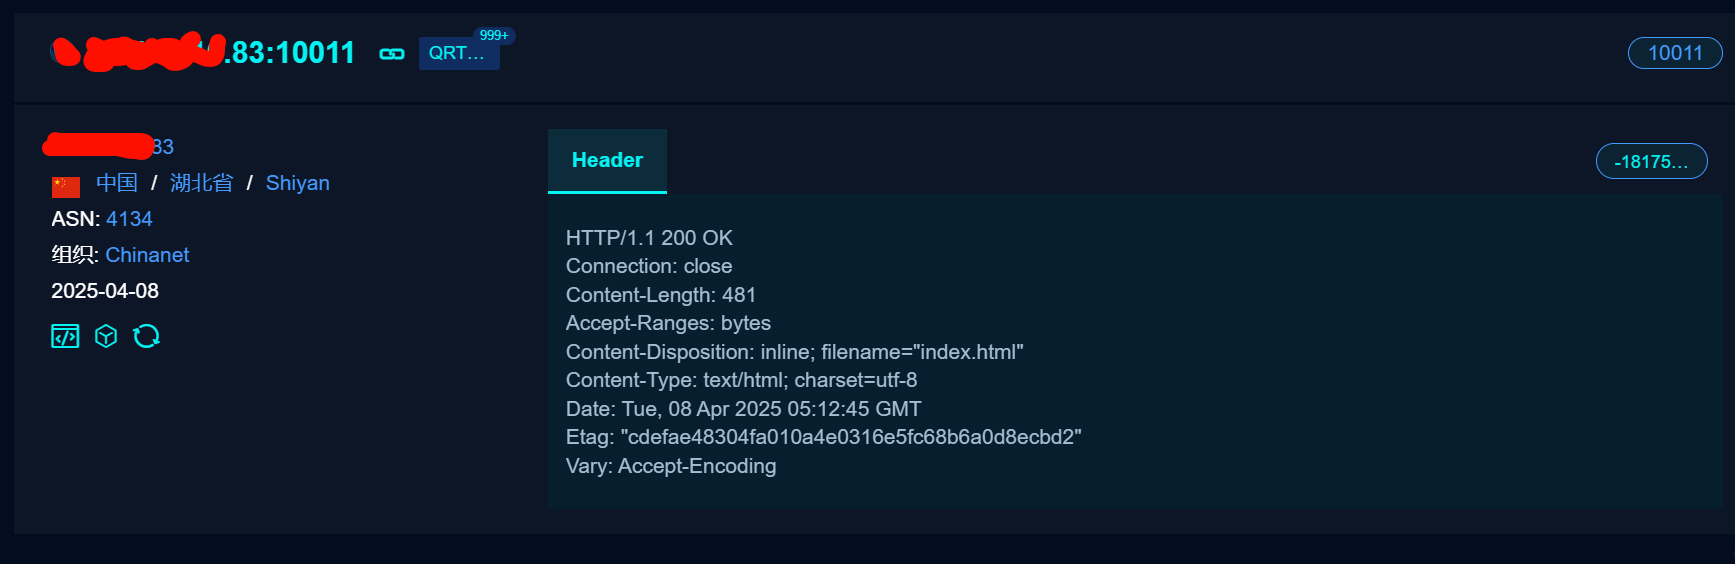 .83:10011 QRT... 999+
10011
83
中国 / 湖北省 / Shiyan
ASN: 4134
组织: Chinanet
2025-04-08
Header
-18175...
HTTP/1.1 200 OK
Connection: close
Content-Length: 481
Accept-Ranges: bytes
Content-Disposition: inline; filename="index.html"
Content-Type: text/html; charset=utf-8
Date: Tue, 08 Apr 2025 05:12:45 GMT
Etag: "cdefae48304fa010a4e0316e5fc68b6a0d8ecbd2"
Vary: Accept-Encoding